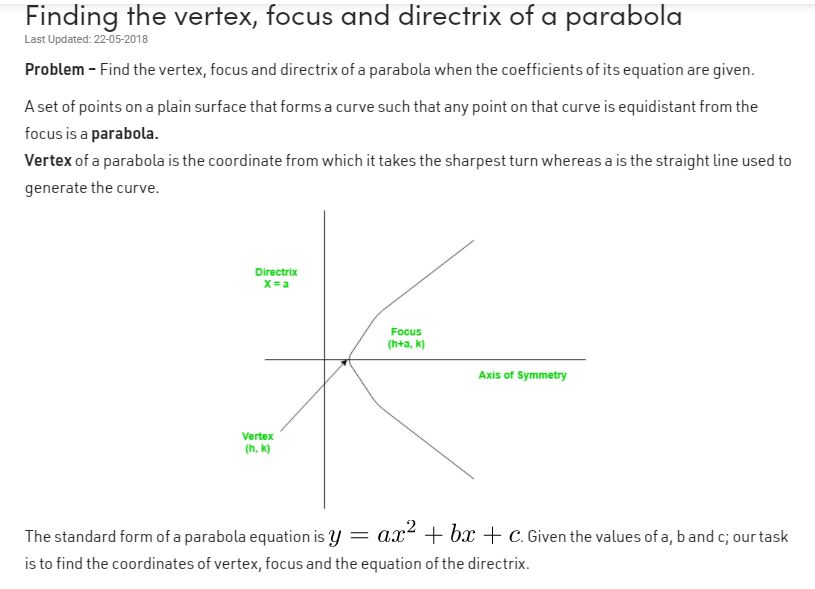 Finding the vertex, focus and directrix of a parabola
Last Updated: 22-05-2018
Problem – Find the vertex, focus and directrix of a parabola when the coefficients of its equation are given.
A set of points on a plain surface that forms a curve such that any point on that curve is equidistant from the
focus is a parabola.
Vertex of a parabola is the coordinate from which it takes the sharpest turn whereas a is the straight line used to
generate the curve.
Directrix
X = a
Focus
(h+a, k)
Axis of Symmetry
Vertex
(h, k)
The standard form of a parabola equation is y = ax² + bx + c. Given the values of a, b and c; our task
is to find the coordinates of vertex, focus and the equation of the directrix.